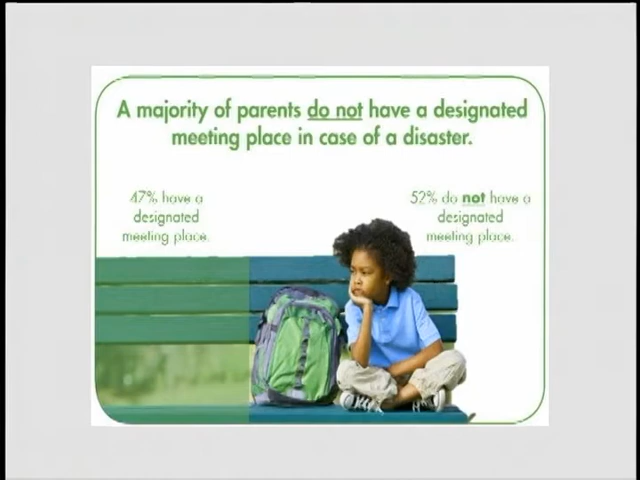 A majority of parents do not have a designated
meeting place in case of a disaster.
47% have a
designated
meeting place.
52% do not have a
designated
meeting place.